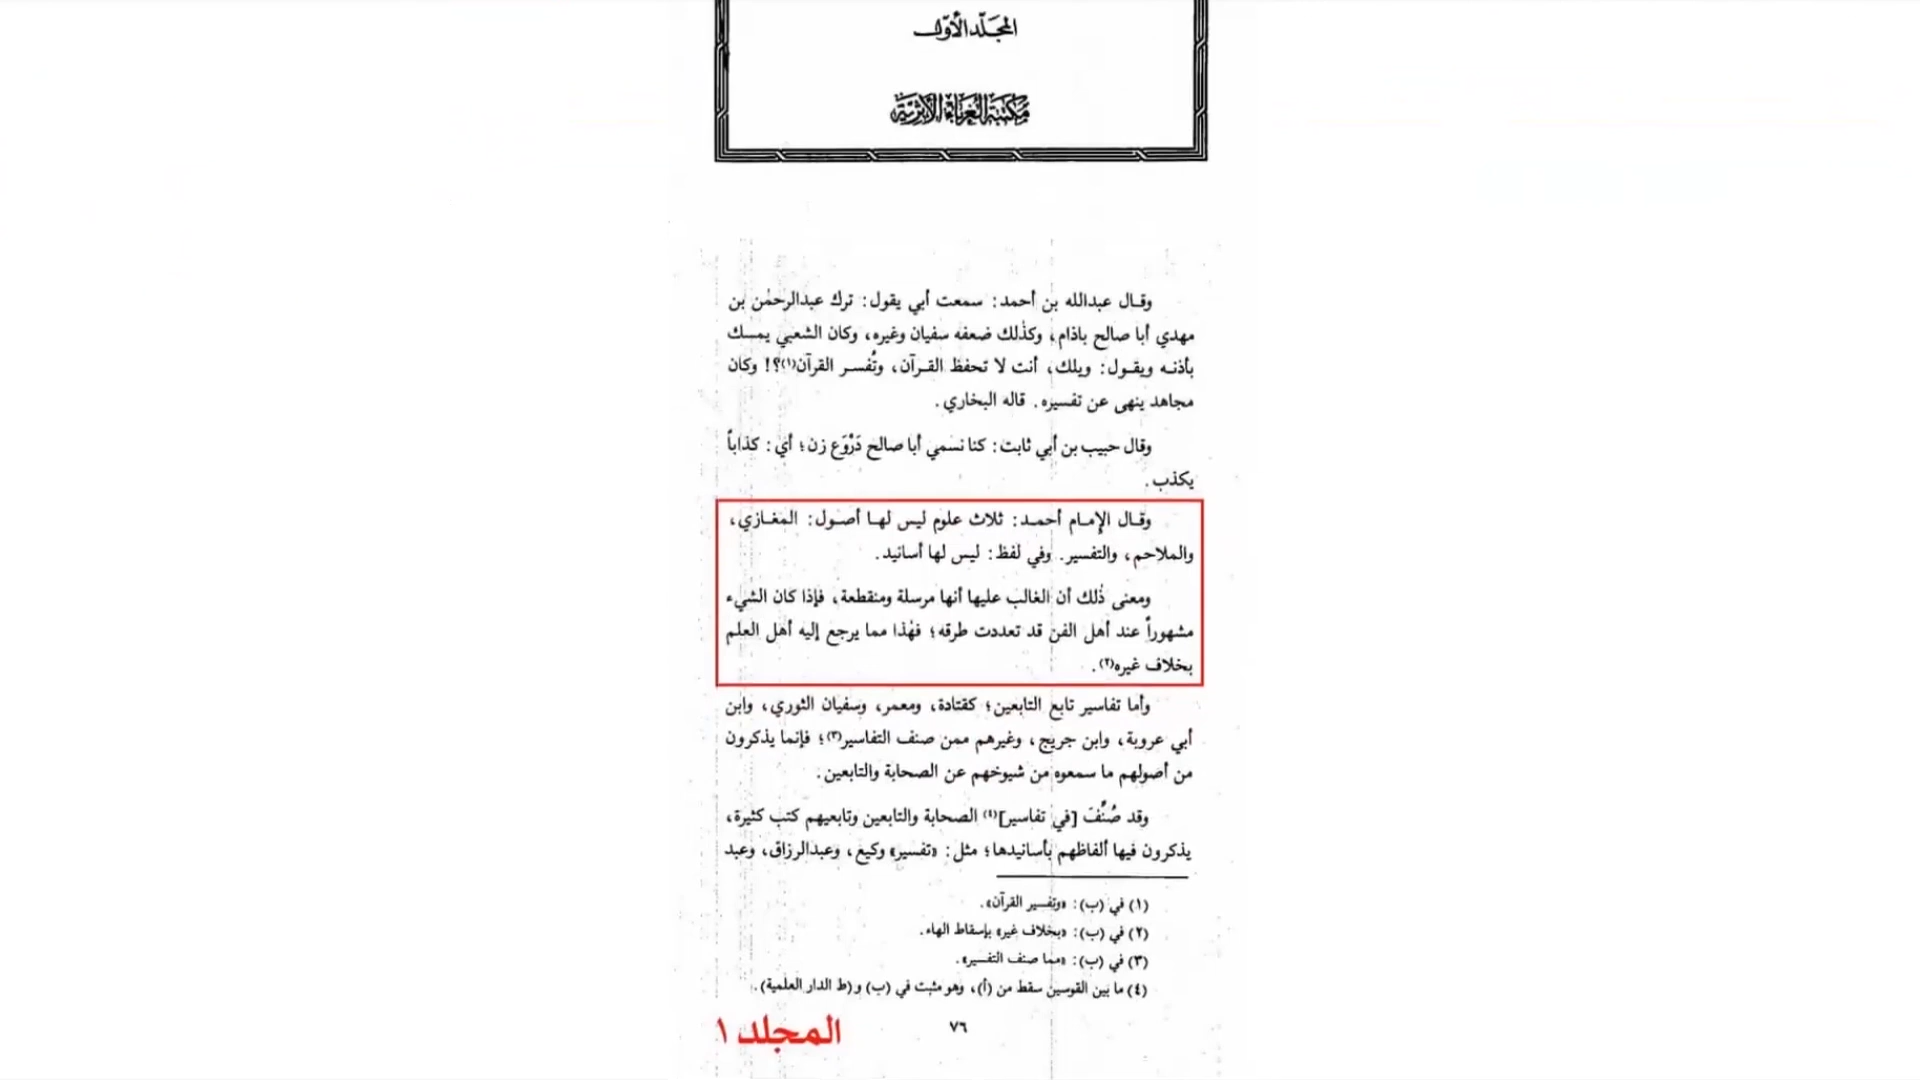 المجلد الأول
مكتبة الغرباء الأثرية
وقال عبدالله بن أحمد: سمعت أبي يقول: ترك عبدالرحمٰن بن
مهدي أبا صالح باذام، وكذٰلك ضعفه سفيان وغيره، وكان الشعبي يمسك
بأذنه ويقول: ويلك، أنت لا تحفظ القرآن، وتُفسر القرآن(١)؟! وكان
مجاهد ينهى عن تفسيره. قاله البخاري.
وقال حبيب بن أبي ثابت: كنا نسمي أبا صالح دَرْوَع زن؛ أي: كذاباً
يكذب.
وقال الإمام أحمد: ثلاث علوم ليس لها أصول: المغازي،
والملاحم، والتفسير. وفي لفظ: ليس لها أسانيد.
ومعنى ذٰلك أن الغالب عليها أنها مرسلة ومنقطعة، فإذا كان الشيء
مشهوراً عند أهل الفن قد تعددت طرقه؛ فهٰذا مما يرجع إليه أهل العلم
بخلاف غيره(٢).
وأما تفاسير تابع التابعين؛ كقتادة، ومعمر، وسفيان الثوري، وابن
أبي عروبة، وابن جريج، وغيرهم ممن صنف التفاسير(٣)؛ فإنما يذكرون
من أصولهم ما سمعوه من شيوخهم عن الصحابة والتابعين.
وقد صُنِّفَ [في تفاسير](٤) الصحابة والتابعين وتابعيهم كتب كثيرة،
يذكرون فيها ألفاظهم بأسانيدها؛ مثل: «تفسير» وكيع، وعبدالرزاق، وعبد
(١) في (ب): «وتفسير القرآن».
(٢) في (ب): «بخلاف غير» بإسقاط الهاء.
(٣) في (ب): «مما صنف التفسير».
(٤) ما بين القوسين سقط من (أ)، وهو مثبت في (ب) و(ط الدار العلمية).
٧٦
المجلد ١